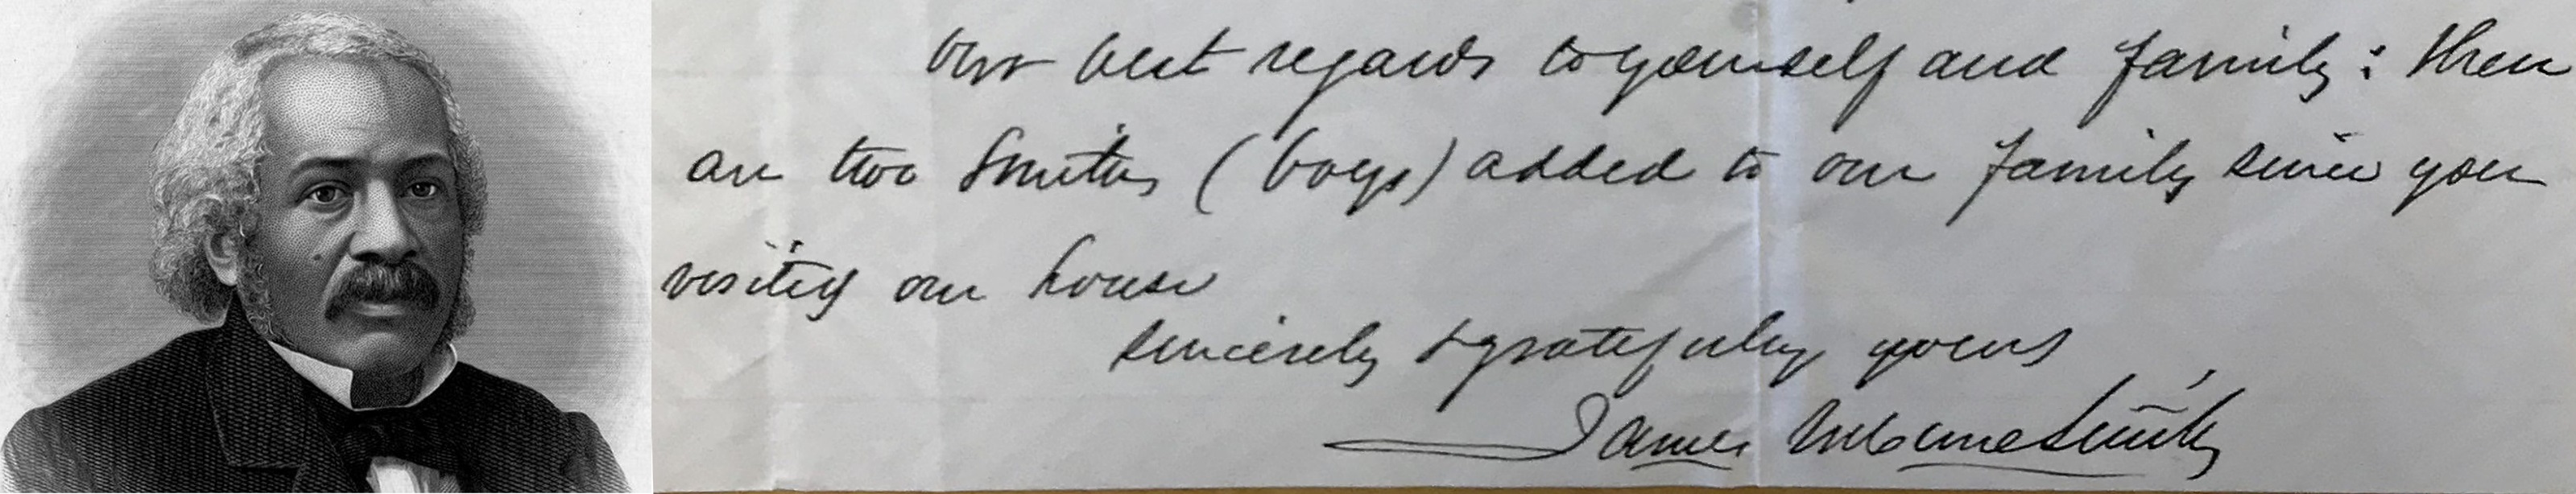 Our best regards to yourself and family: there
are two Smiths (boys) added to our family since you
visited our house
Sincerely & gratefully yours
James McCune Smith